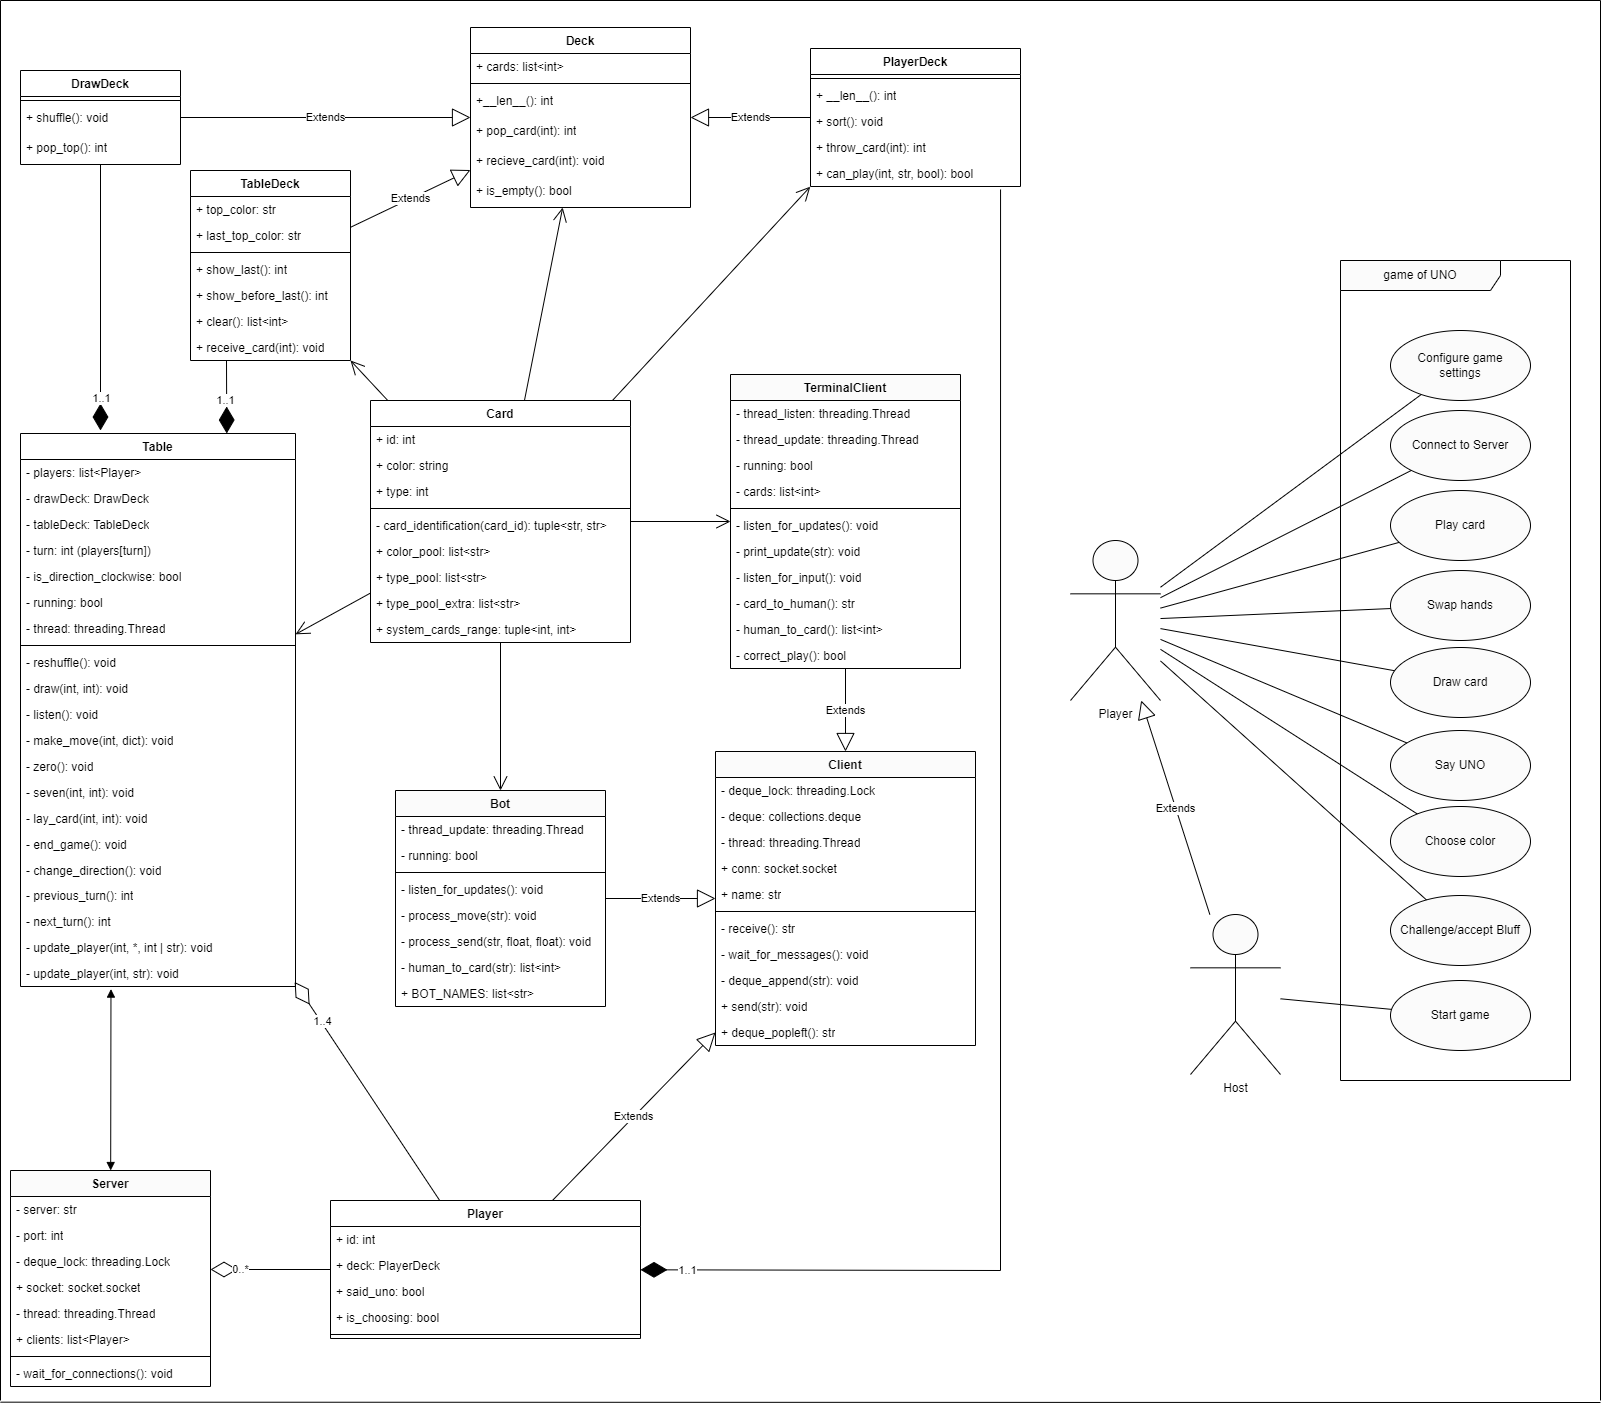 Deck
+ cards: list<int>
+__len__(): int
+ pop_card(int): int
+ recieve_card(int): void
+ is_empty(): bool
PlayerDeck
+ __len__(): int
+ sort(): void
+ throw_card(int): int
+ can_play(int, str, bool): bool
DrawDeck
+ shuffle(): void
+ pop_top(): int
Extends
Extends
TableDeck
+ top_color: str
+ last_top_color: str
+ show_last(): int
+ show_before_last(): int
+ clear(): list<int>
+ receive_card(int): void
Extends
1..1
1..1
Card
+ id: int
+ color: string
+ type: int
- card_identification(card_id): tuple<str, str>
+ color_pool: list<str>
+ type_pool: list<str>
+ type_pool_extra: list<str>
+ system_cards_range: tuple<int, int>
TerminalClient
- thread_listen: threading.Thread
- thread_update: threading.Thread
- running: bool
- cards: list<int>
- listen_for_updates(): void
- print_update(str): void
- listen_for_input(): void
- card_to_human(): str
- human_to_card(): list<int>
- correct_play(): bool
Extends
Table
- players: list<Player>
- drawDeck: DrawDeck
- tableDeck: TableDeck
- turn: int (players[turn])
- is_direction_clockwise: bool
- running: bool
- thread: threading.Thread
- reshuffle(): void
- draw(int, int): void
- listen(): void
- make_move(int, dict): void
- zero(): void
- seven(int, int): void
- lay_card(int, int): void
- end_game(): void
- change_direction(): void
- previous_turn(): int
- next_turn(): int
- update_player(int, *, int | str): void
- update_player(int, str): void
1..4
Bot
- thread_update: threading.Thread
- running: bool
- listen_for_updates(): void
- process_move(str): void
- process_send(str, float, float): void
- human_to_card(str): list<int>
+ BOT_NAMES: list<str>
Extends
Client
- deque_lock: threading.Lock
- deque: collections.deque
- thread: threading.Thread
+ conn: socket.socket
+ name: str
- receive(): str
- wait_for_messages(): void
- deque_append(str): void
+ send(str): void
+ deque_popleft(): str
Extends
Server
- server: str
- port: int
- deque_lock: threading.Lock
+ socket: socket.socket
- thread: threading.Thread
+ clients: list<Player>
- wait_for_connections(): void
0..*
Player
+ id: int
+ deck: PlayerDeck
+ said_uno: bool
+ is_choosing: bool
1..1
game of UNO
Configure game
settings
Connect to Server
Play card
Swap hands
Draw card
Say UNO
Choose color
Challenge/accept Bluff
Start game
Player
Extends
Host